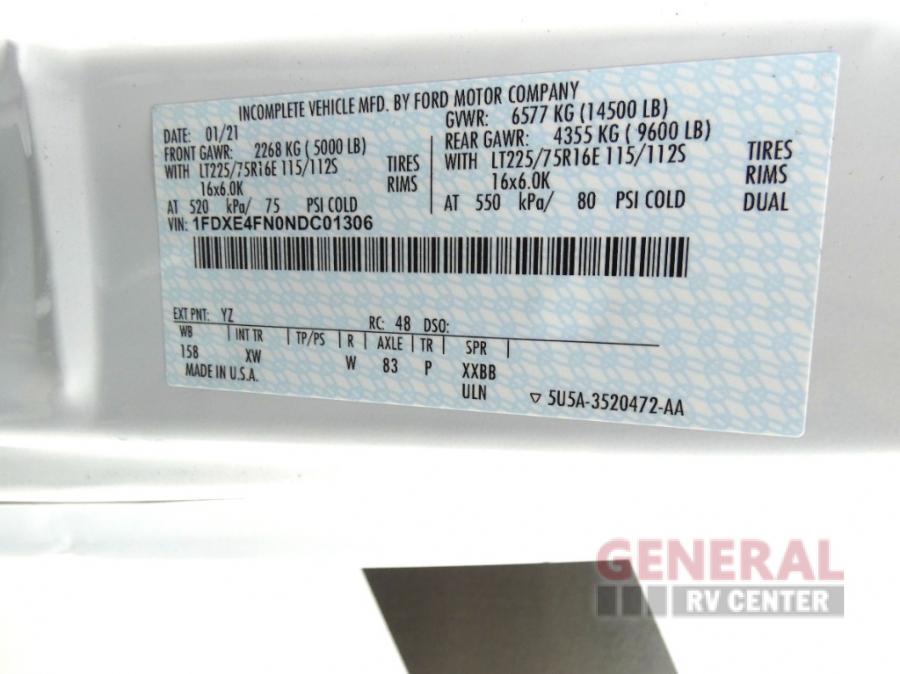 INCOMPLETE VEHICLE MFD. BY FORD MOTOR COMPANY
DATE: 01/21 GVWR: 6577 KG (14500 LB)
FRONT GAWR: 2268 KG ( 5000 LB) REAR GAWR: 4355 KG ( 9600 LB)
WITH LT225/75R16E 115/112S TIRES WITH LT225/75R16E 115/112S TIRES
16x6.0K RIMS 16x6.0K RIMS
AT 520 kPa/ 75 PSI COLD AT 550 kPa/ 80 PSI COLD DUAL
VIN: 1FDXE4FN0NDC01306
EXT PNT: YZ RC: 48 DSO:
WB INT TR TP/PS R AXLE TR SPR
158 XW W 83 P XXBB
MADE IN U.S.A. ULN
5U5A-3520472-AA
GENERAL
RV CENTER